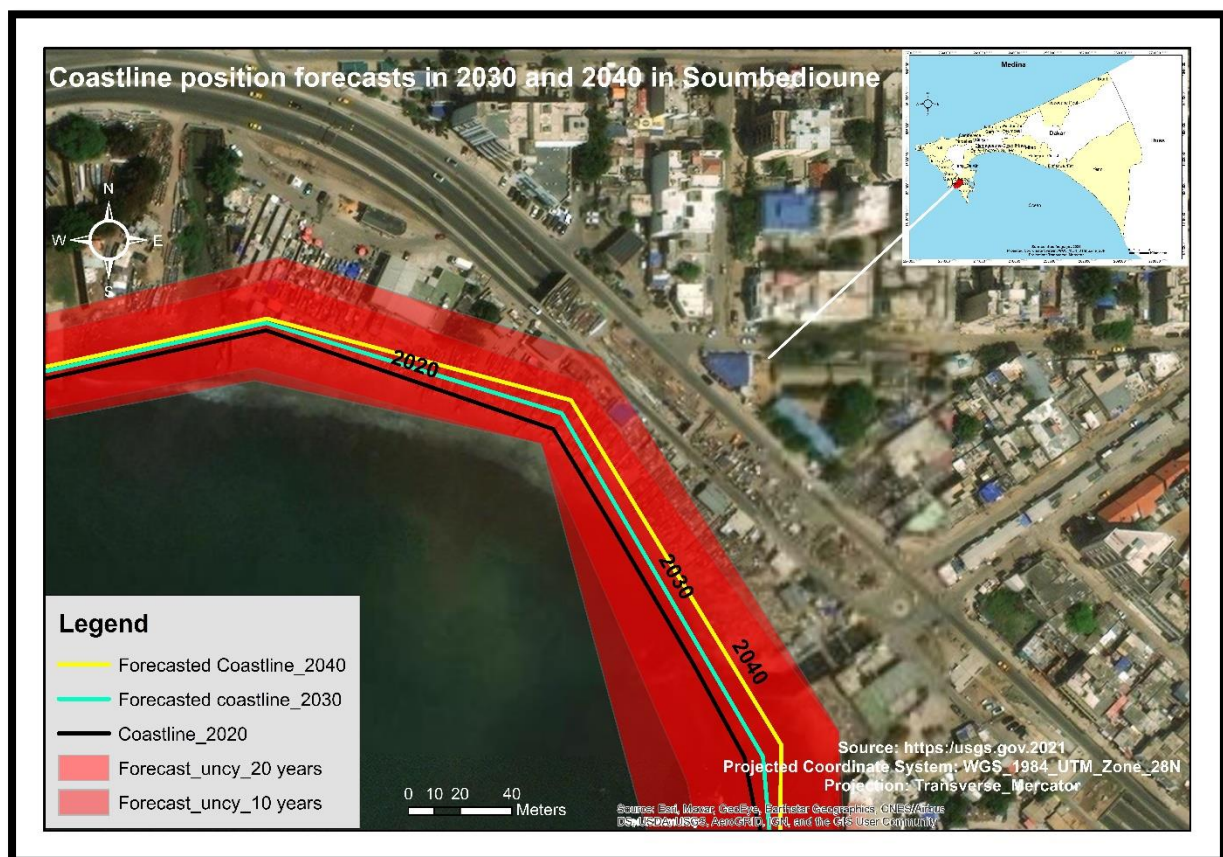 Coastline position forecasts in 2030 and 2040 in Soumbedioune
Medina
Dakar
N
W
E
S
2020
2030
2040
Legend
Forecasted Coastline_2040
Forecasted coastline_2030
Coastline_2020
Forecast_uncy_20 years
Forecast_uncy_10 years
0 10 20 40
Meters
Source: https:/usgs.gov.2021
Projected Coordinate System: WGS_1984_UTM_Zone_28N
Projection: Transverse_Mercator
Source: Esri, Maxar, GeoEye, Earthstar Geographics, CNES/Airbus
DS, USDA, USGS, AeroGRID, IGN, and the GIS User Community